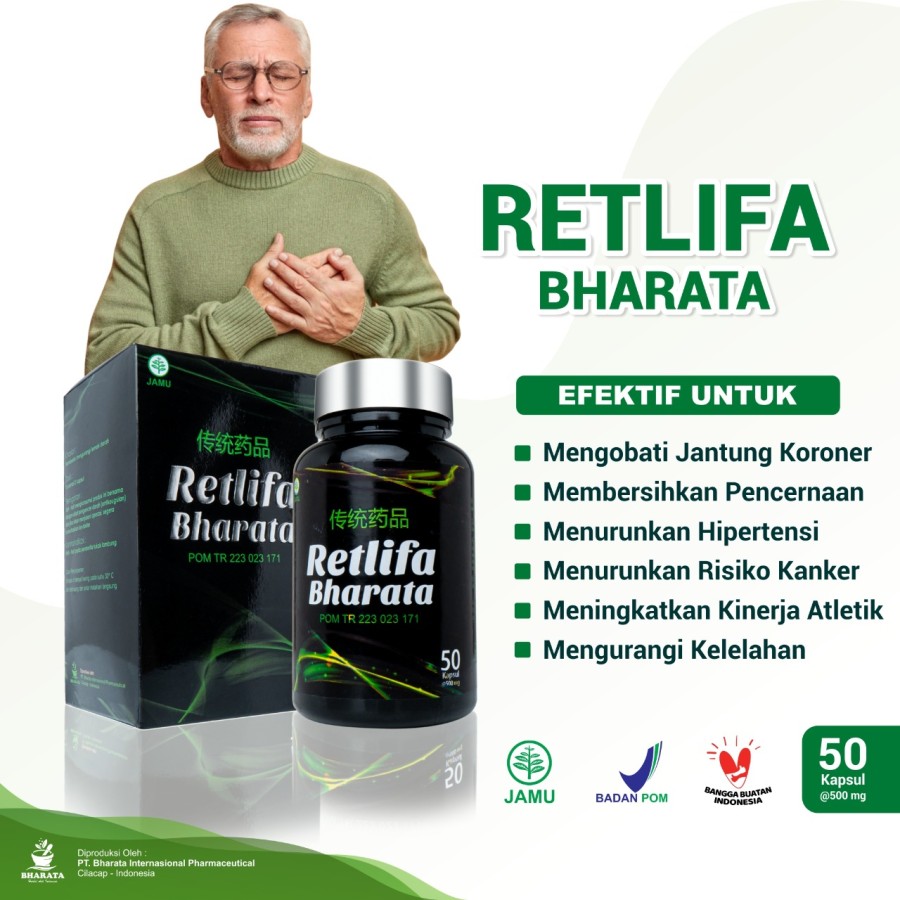 RETLIFA
BHARATA
EFEKTIF UNTUK
Mengobati Jantung Koroner
Membersihkan Pencernaan
Menurunkan Hipertensi
Menurunkan Risiko Kanker
Meningkatkan Kinerja Atletik
Mengurangi Kelelahan
JAMU
传统药品
Retlifa
Bharata
POM TR 223 023 171
传统药品
Retlifa
Bharata
POM TR 223 023 171
50
Kapsul
@500 mg
JAMU
BADAN POM
BANGGA BUATAN
INDONESIA
50
Kapsul
@500 mg
BHARATA
Diproduksi Oleh :
PT. Bharata Internasional Pharmaceutical
Cilacap - Indonesia